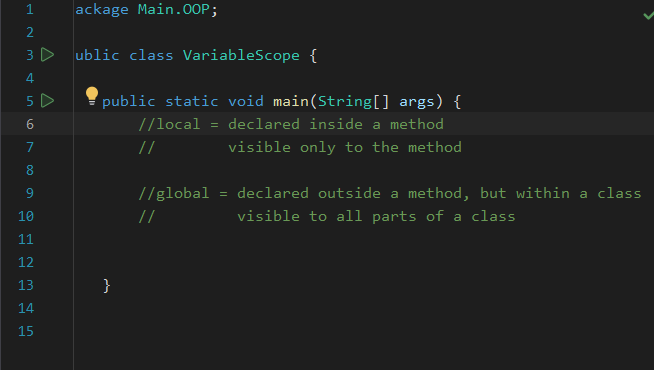 1 ackage Main.OOP;
2
3 ublic class VariableScope {
4
5 public static void main(String[] args) {
6 //local = declared inside a method
7 //        visible only to the method
8
9 //global = declared outside a method, but within a class
10 //         visible to all parts of a class
11
12
13 }
14
15